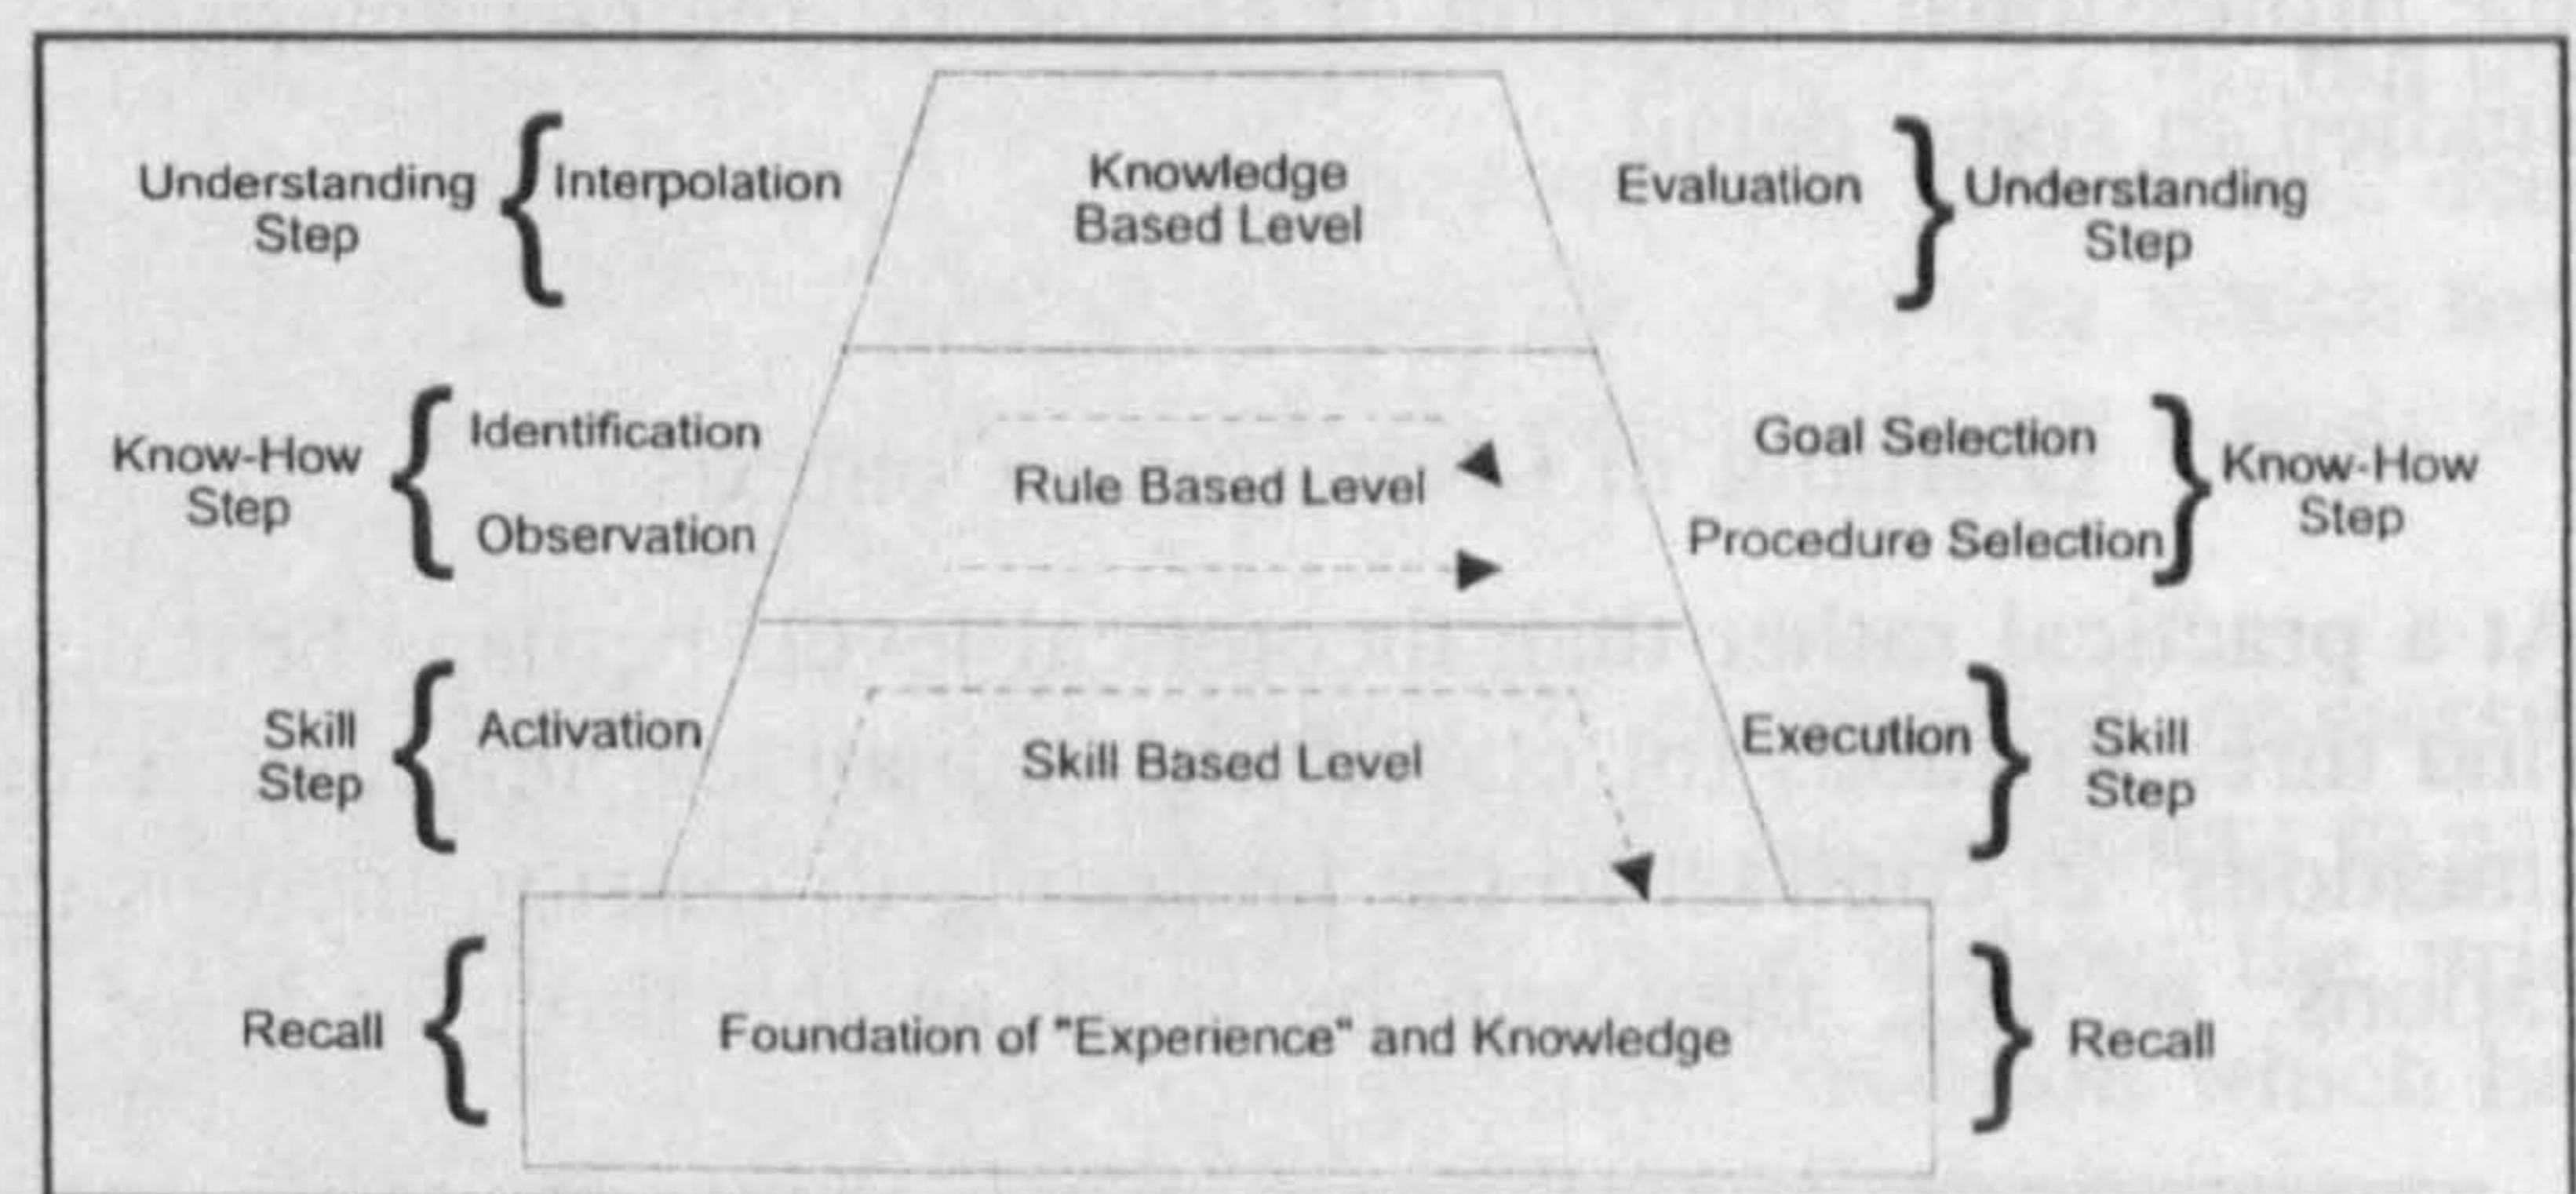 Understanding
Step
Interpolation
Knowledge
Based Level
Evaluation
Understanding
Step
Know-How
Step
Identification
Observation
Rule Based Level
Goal Selection
Procedure Selection
Know-How
Step
Skill
Step
Activation
Skill Based Level
Execution
Skill
Step
Recall
Foundation of "Experience" and Knowledge
Recall